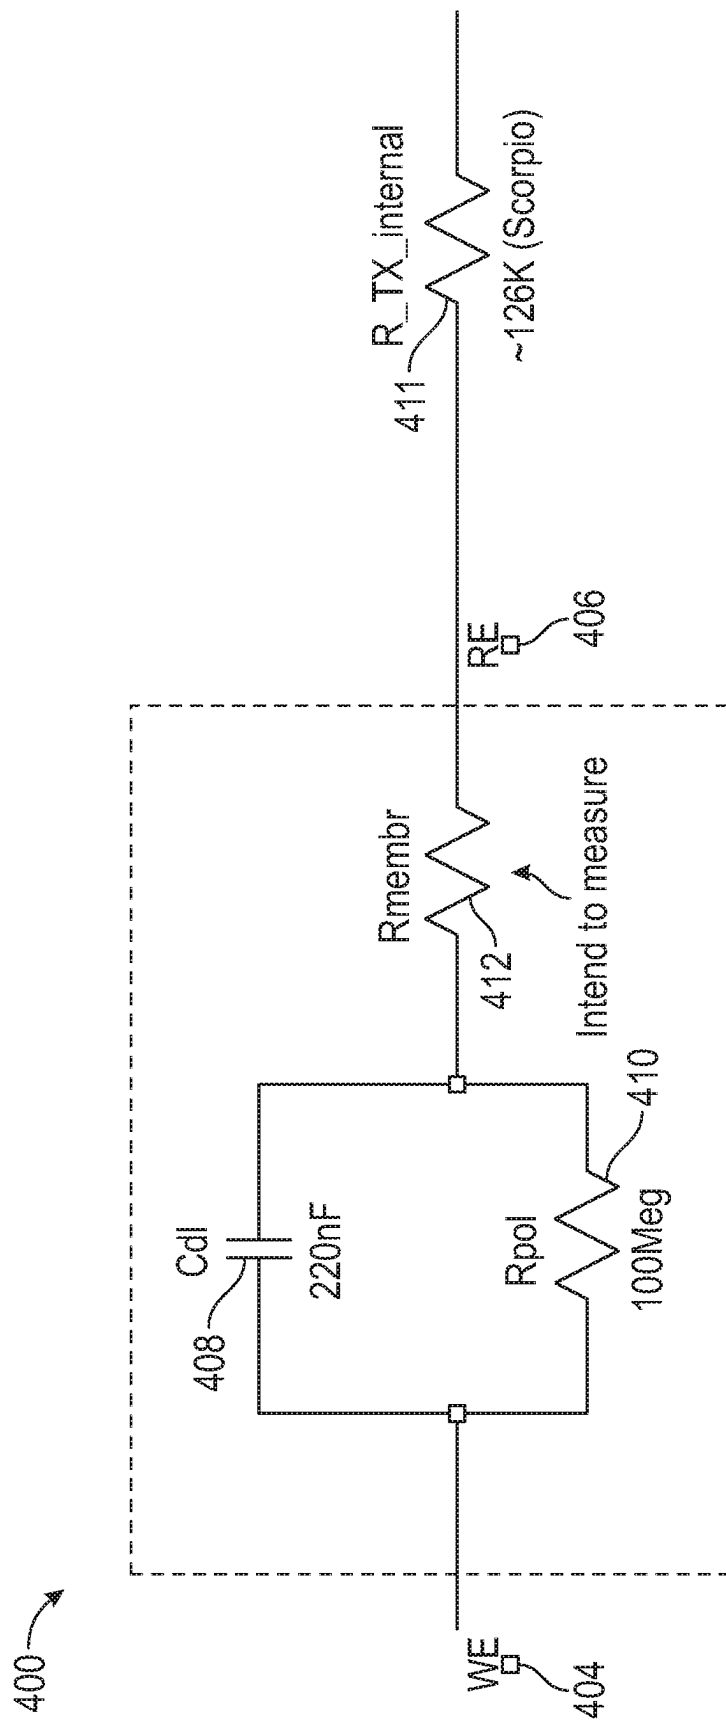 400
WE
404
408
Cdl
220nF
Rpol
100Meg
410
Rmembr
412
Intend to measure
RE
406
R_TX_internal
411
~126K (Scorpio)